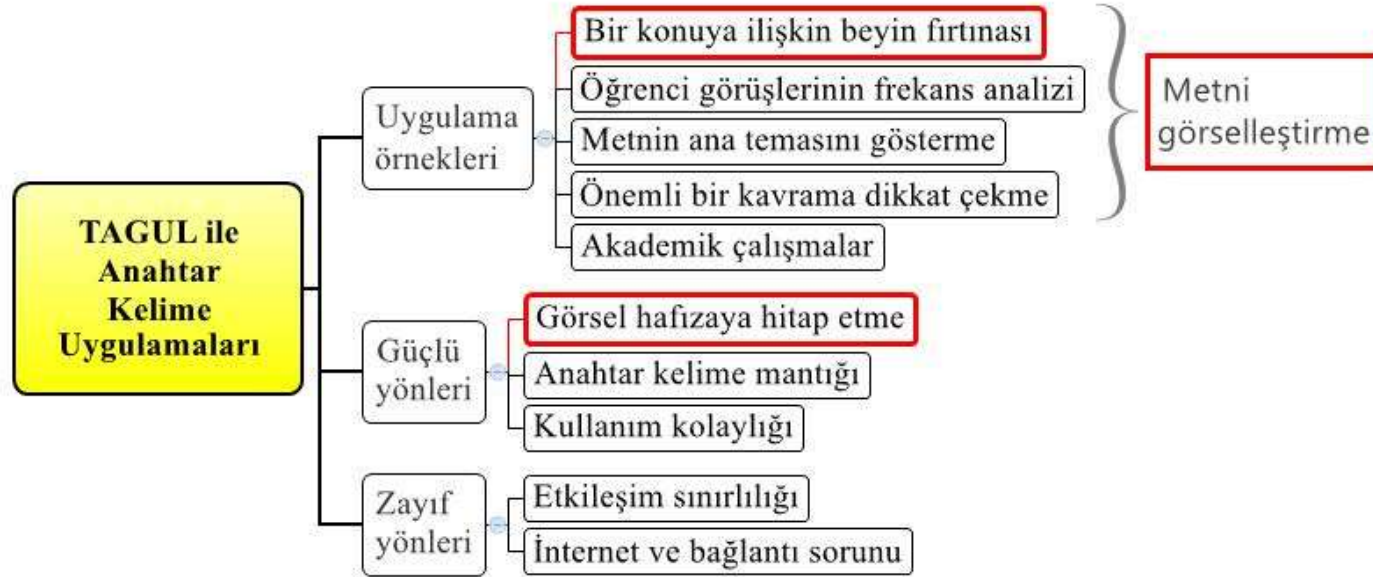 TAGUL ile
Anahtar
Kelime
Uygulamaları
Uygulama
örnekleri
Bir konuya ilişkin beyin fırtınası
Öğrenci görüşlerinin frekans analizi
Metnin ana temasını gösterme
Önemli bir kavrama dikkat çekme
Akademik çalışmalar
Metni
görselleştirme
Güçlü
yönleri
Görsel hafızaya hitap etme
Anahtar kelime mantığı
Kullanım kolaylığı
Zayıf
yönleri
Etkileşim sınırlılığı
İnternet ve bağlantı sorunu